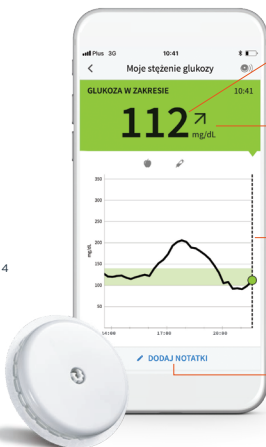 Plus 3G 10:41
Moje stężenie glukozy
GLUKOZA W ZAKRESIE 10:41
112
mg/dL
350
300
250
mg/dL
200
150
100
50
14:00 17:00 20:00
DODAJ NOTATKI
4